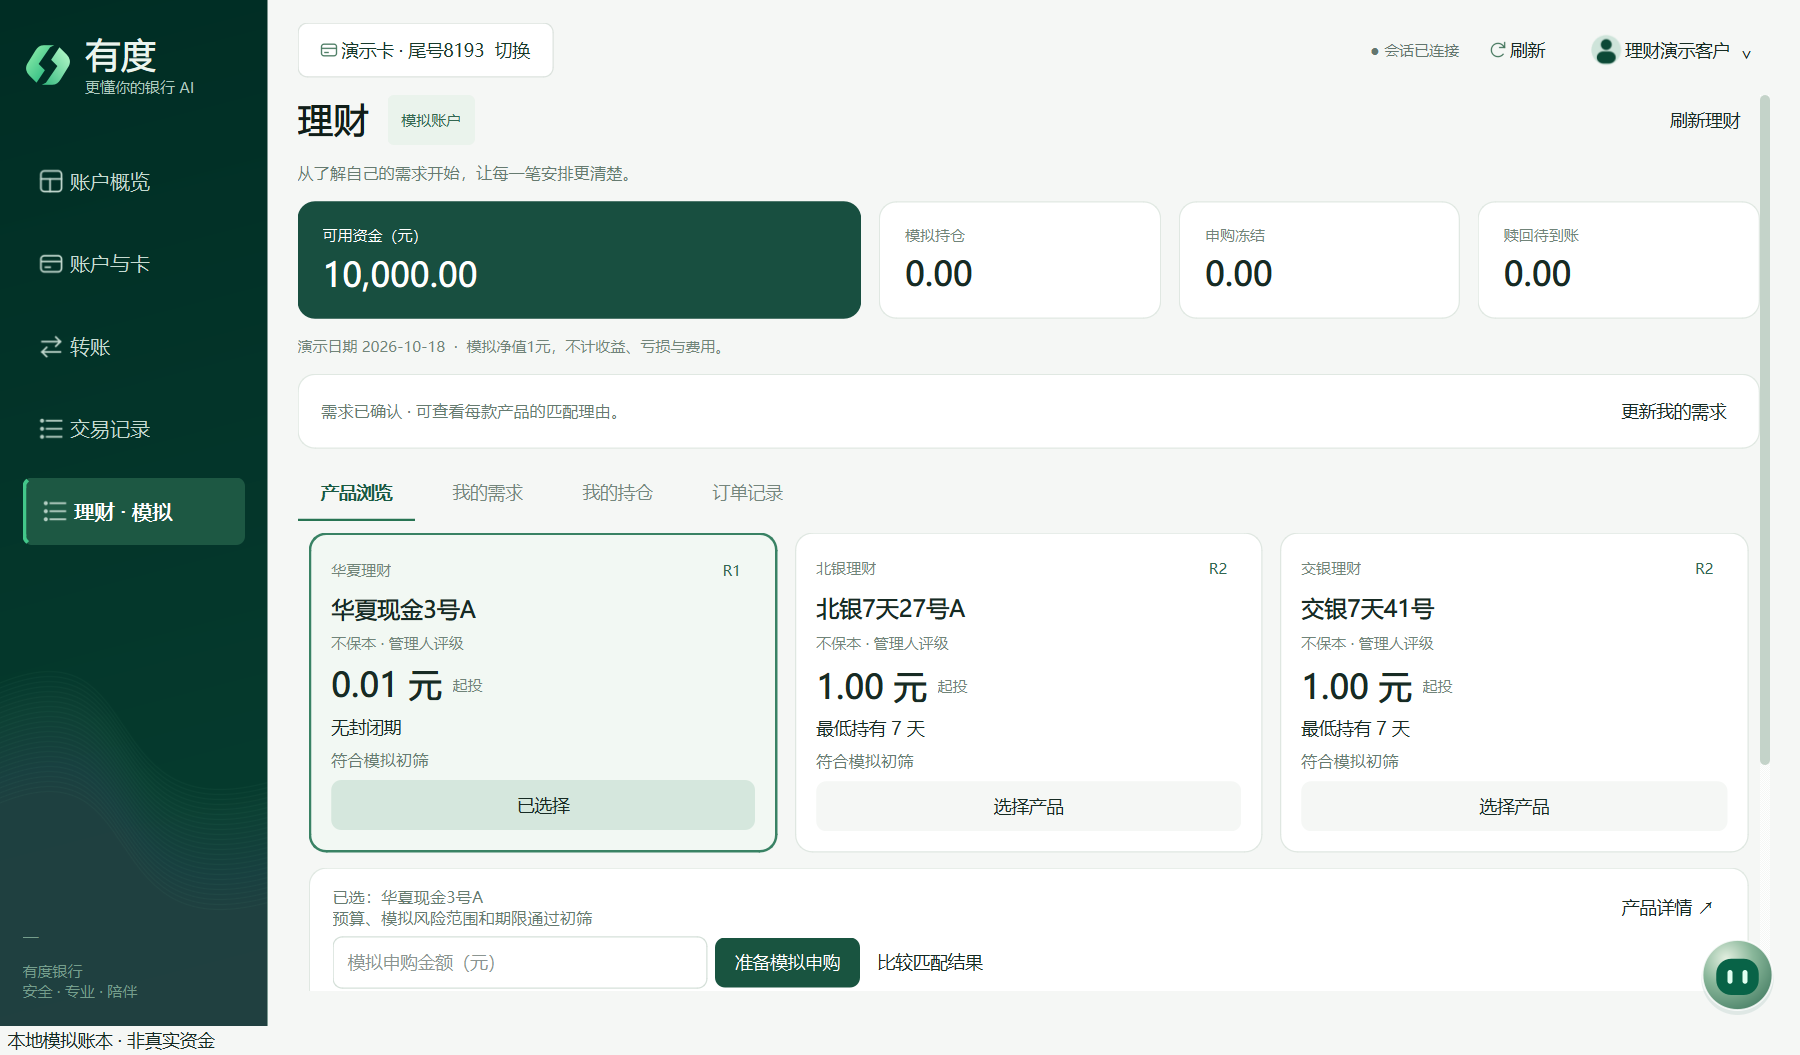 有度
更懂你的银行 AI
账户概览
账户与卡
转账
交易记录
理财 · 模拟
有度银行
安全 · 专业 · 陪伴
本地模拟账本 · 非真实资金
演示卡 · 尾号8193 切换
会话已连接
刷新
理财演示客户
理财
模拟账户
刷新理财
从了解自己的需求开始，让每一笔安排更清楚。
可用资金（元）
10,000.00
模拟持仓
0.00
申购冻结
0.00
赎回待到账
0.00
演示日期 2026-10-18 · 模拟净值1元，不计收益、亏损与费用。
需求已确认 · 可查看每款产品的匹配理由。
更新我的需求
产品浏览
我的需求
我的持仓
订单记录
华夏理财
R1
华夏现金3号A
不保本 · 管理人评级
0.01 元 起投
无封闭期
符合模拟初筛
已选择
北银理财
R2
北银7天27号A
不保本 · 管理人评级
1.00 元 起投
最低持有 7 天
符合模拟初筛
选择产品
交银理财
R2
交银7天41号
不保本 · 管理人评级
1.00 元 起投
最低持有 7 天
符合模拟初筛
选择产品
已选：华夏现金3号A
预算、模拟风险范围和期限通过初筛
产品详情 ↗
模拟申购金额（元）
准备模拟申购
比较匹配结果